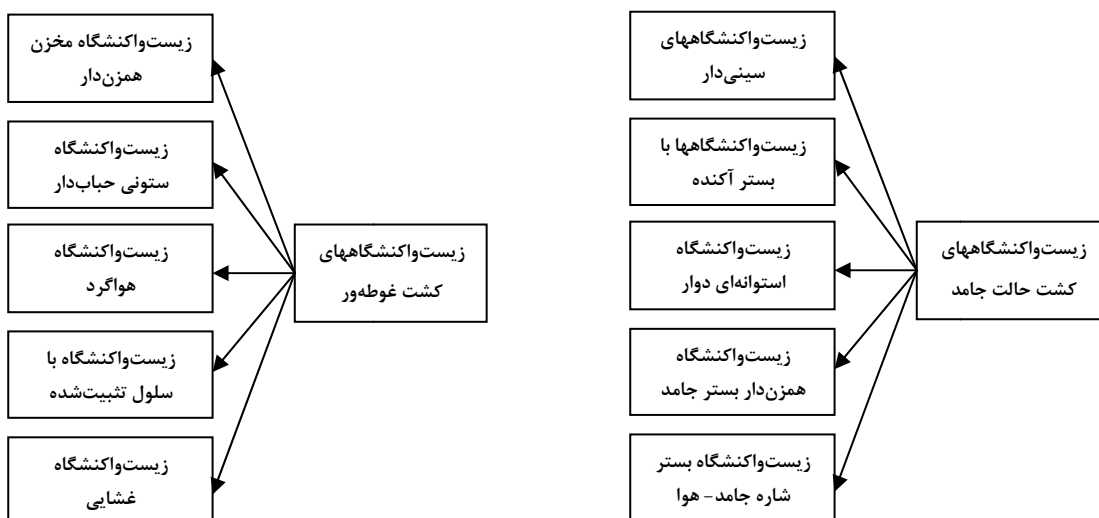 زیست‌واکنشگاههای
کشت حالت جامد
زیست‌واکنشگاههای
سینی‌دار
زیست‌واکنشگاهها با
بستر آکنده
زیست‌واکنشگاه
استوانه‌ای دوار
زیست‌واکنشگاه
همزن‌دار بستر جامد
زیست‌واکنشگاه بستر
شاره جامد- هوا
زیست‌واکنشگاههای
کشت غوطه‌ور
زیست‌واکنشگاه مخزن
همزن‌دار
زیست‌واکنشگاه
ستونی حباب‌دار
زیست‌واکنشگاه
هواگرد
زیست‌واکنشگاه با
سلول تثبیت‌شده
زیست‌واکنشگاه
غشایی